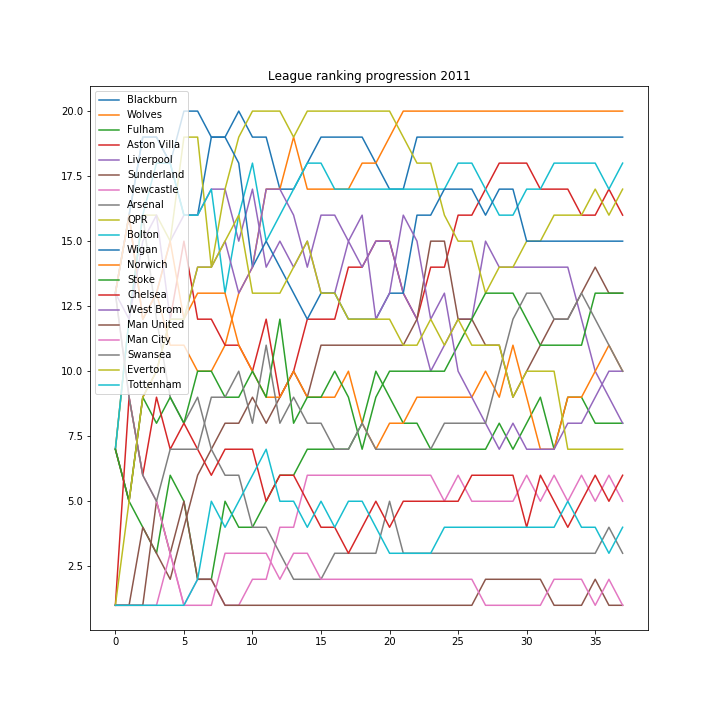 League ranking progression 2011
20.0
17.5
15.0
12.5
10.0
7.5
5.0
2.5
Blackburn
Wolves
Fulham
Aston Villa
Liverpool
Sunderland
Newcastle
Arsenal
QPR
Bolton
Wigan
Norwich
Stoke
Chelsea
West Brom
Man United
Man City
Swansea
Everton
Tottenham
0 5 10 15 20 25 30 35